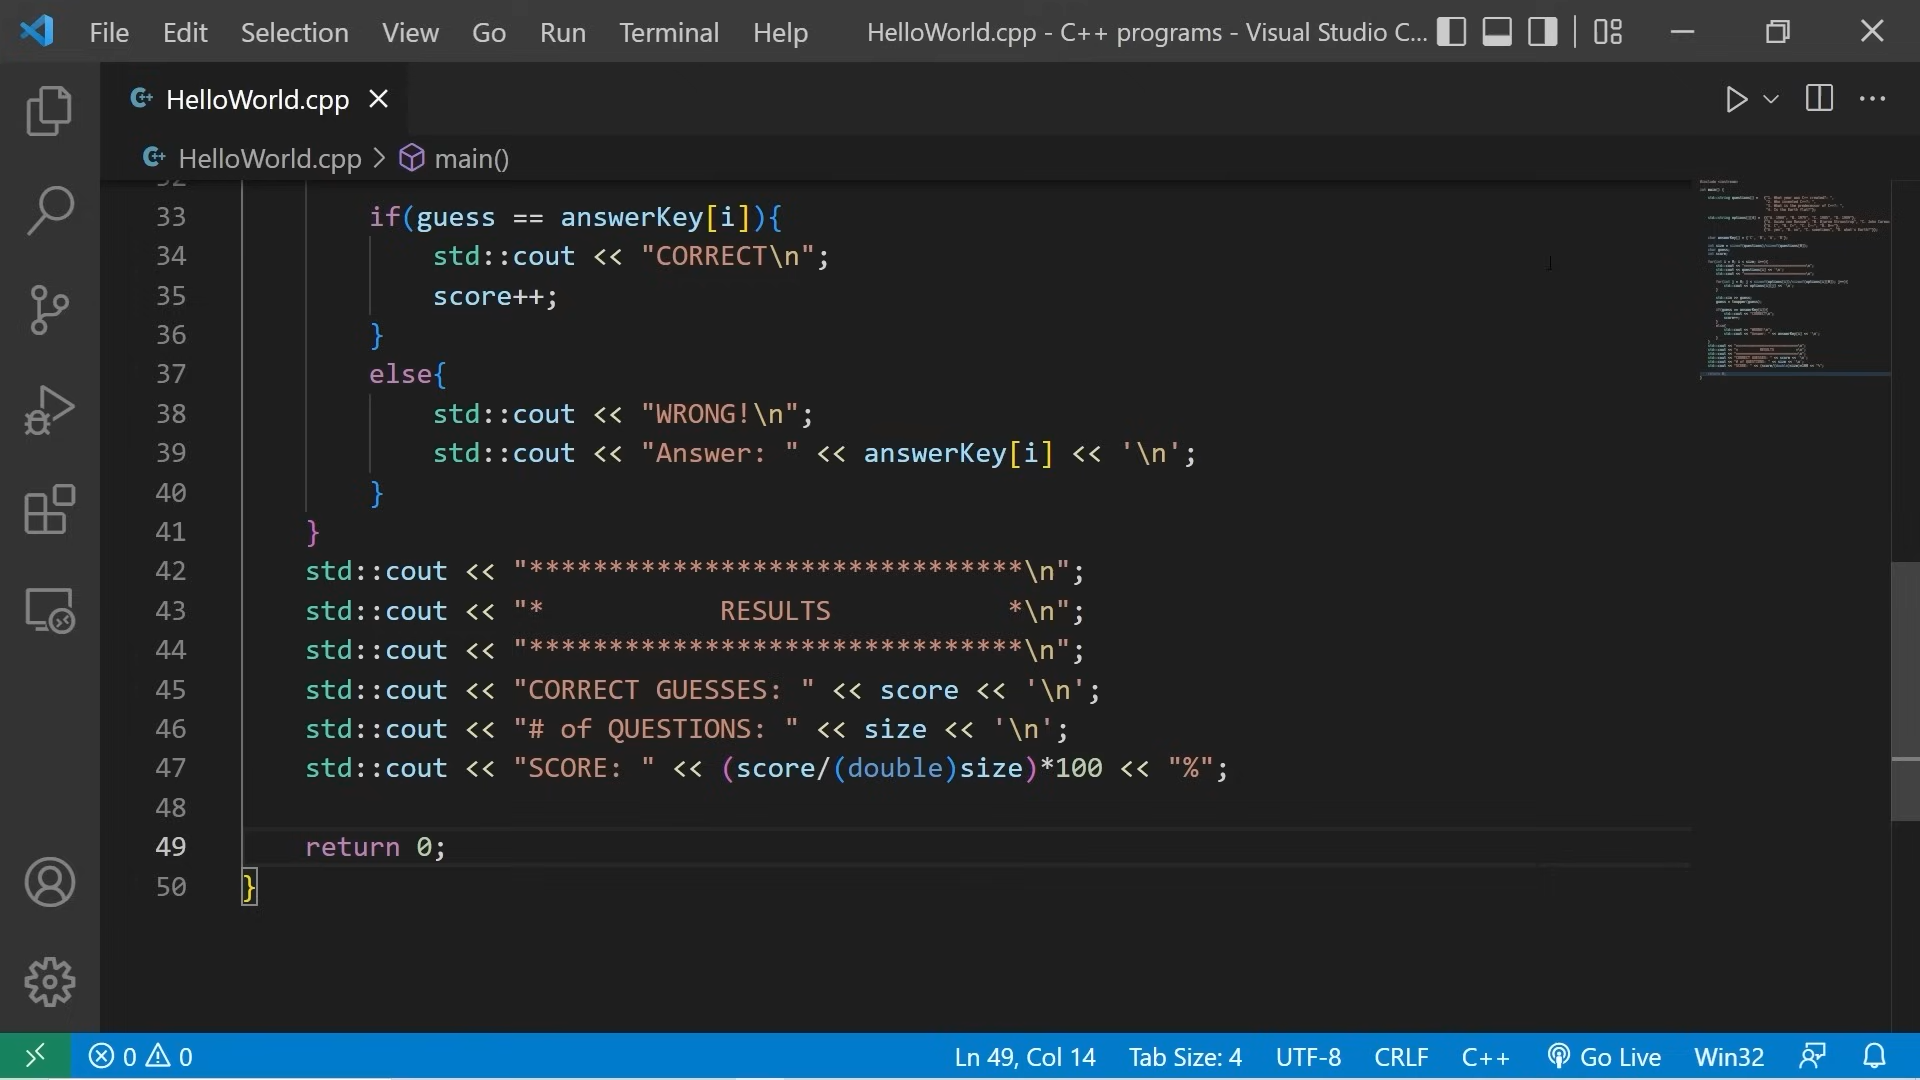 File Edit Selection View Go Run Terminal Help HelloWorld.cpp - C++ programs - Visual Studio C...
HelloWorld.cpp
HelloWorld.cpp > main()
33 if(guess == answerKey[i]){
34 std::cout << "CORRECT\n";
35 score++;
36 }
37 else{
38 std::cout << "WRONG!\n";
39 std::cout << "Answer: " << answerKey[i] << '\n';
40 }
41 }
42 std::cout << "*******************************\n";
43 std::cout << "*           RESULTS           *\n";
44 std::cout << "*******************************\n";
45 std::cout << "CORRECT GUESSES: " << score << '\n';
46 std::cout << "# of QUESTIONS: " << size << '\n';
47 std::cout << "SCORE: " << (score/(double)size)*100 << "%";
48
49 return 0;
50 }
0 0 Ln 49, Col 14 Tab Size: 4 UTF-8 CRLF C++ Go Live Win32